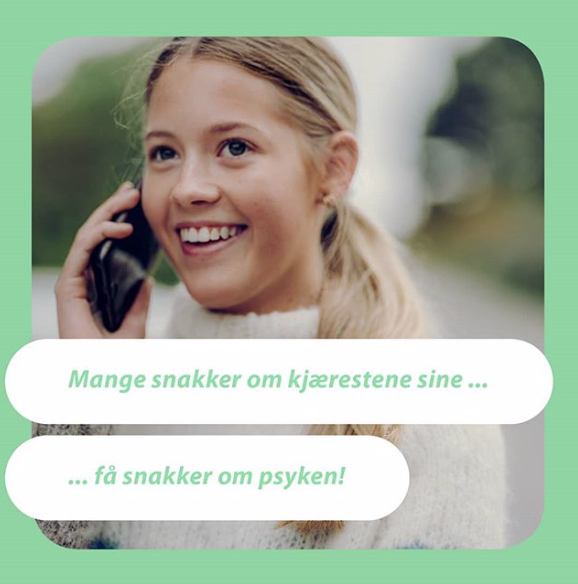 Mange snakker om kjærestene sine ...
... få snakker om psyken!